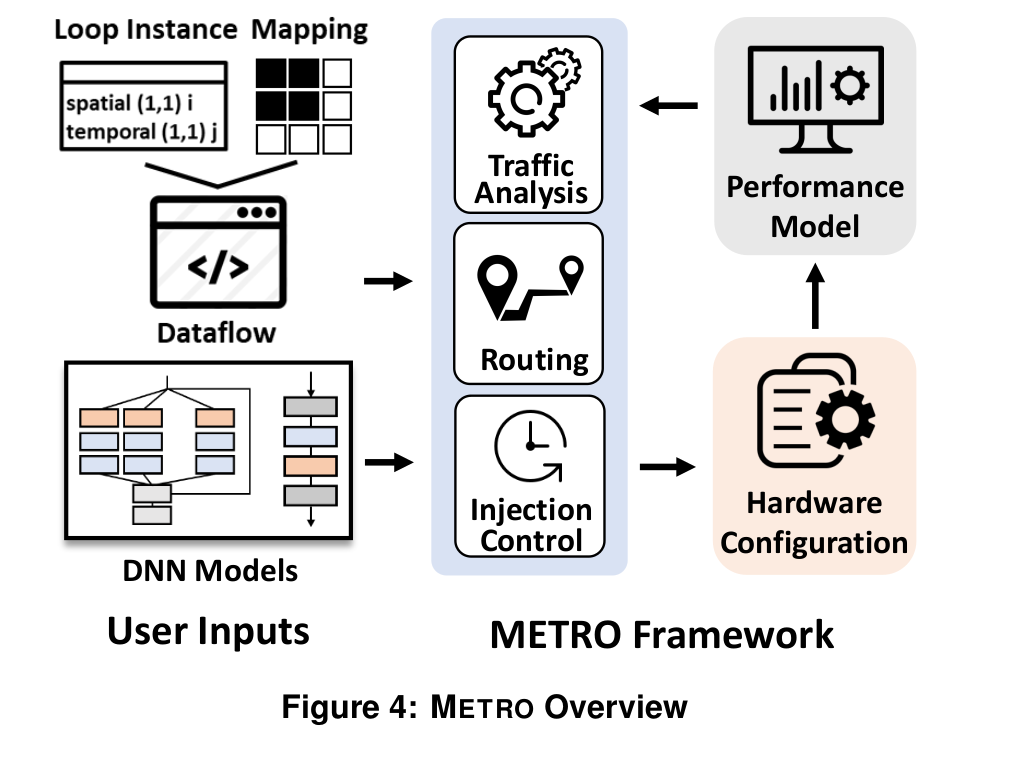 Loop Instance Mapping
spatial (1,1) i
temporal (1,1) j
</>
Dataflow
DNN Models
User Inputs
Traffic
Analysis
Routing
Injection
Control
Performance
Model
Hardware
Configuration
METRO Framework
Figure 4: METRO Overview